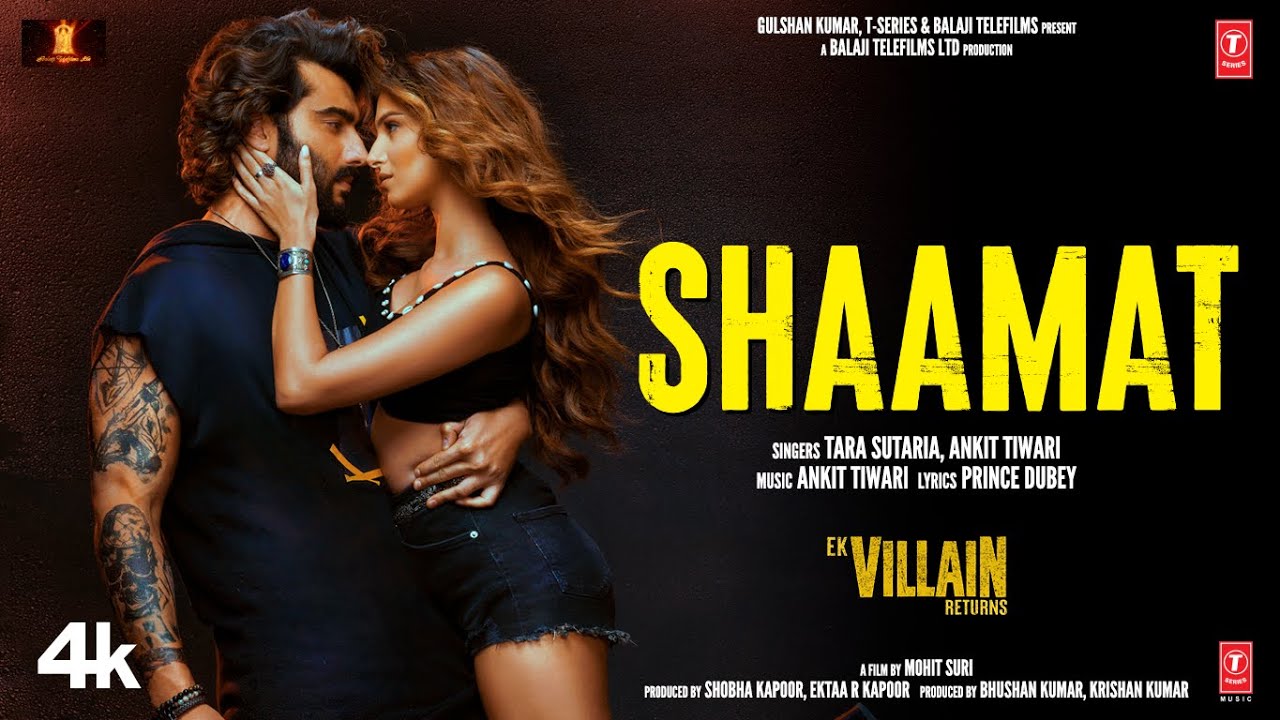 GULSHAN KUMAR, T-SERIES & BALAJI TELEFILMS PRESENT
A BALAJI TELEFILMS LTD PRODUCTION
T
SERIES
SHAAMAT
SINGERS TARA SUTARIA, ANKIT TIWARI
MUSIC ANKIT TIWARI LYRICS PRINCE DUBEY
EK VILLAIN
RETURNS
4k
A FILM BY MOHIT SURI
PRODUCED BY SHOBHA KAPOOR, EKTAA R KAPOOR PRODUCED BY BHUSHAN KUMAR, KRISHAN KUMAR
T
SERIES
MUSIC